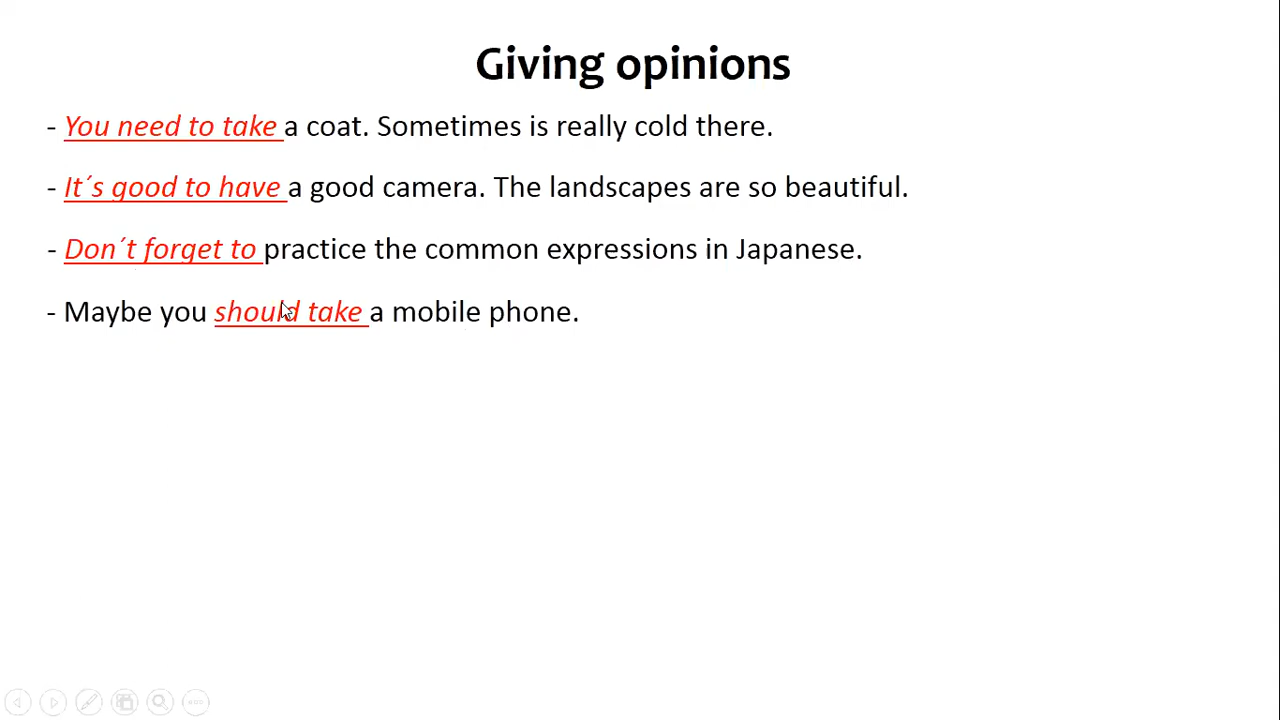 Giving opinions
- You need to take a coat. Sometimes is really cold there.
- It´s good to have a good camera. The landscapes are so beautiful.
- Don´t forget to practice the common expressions in Japanese.
- Maybe you should take a mobile phone.